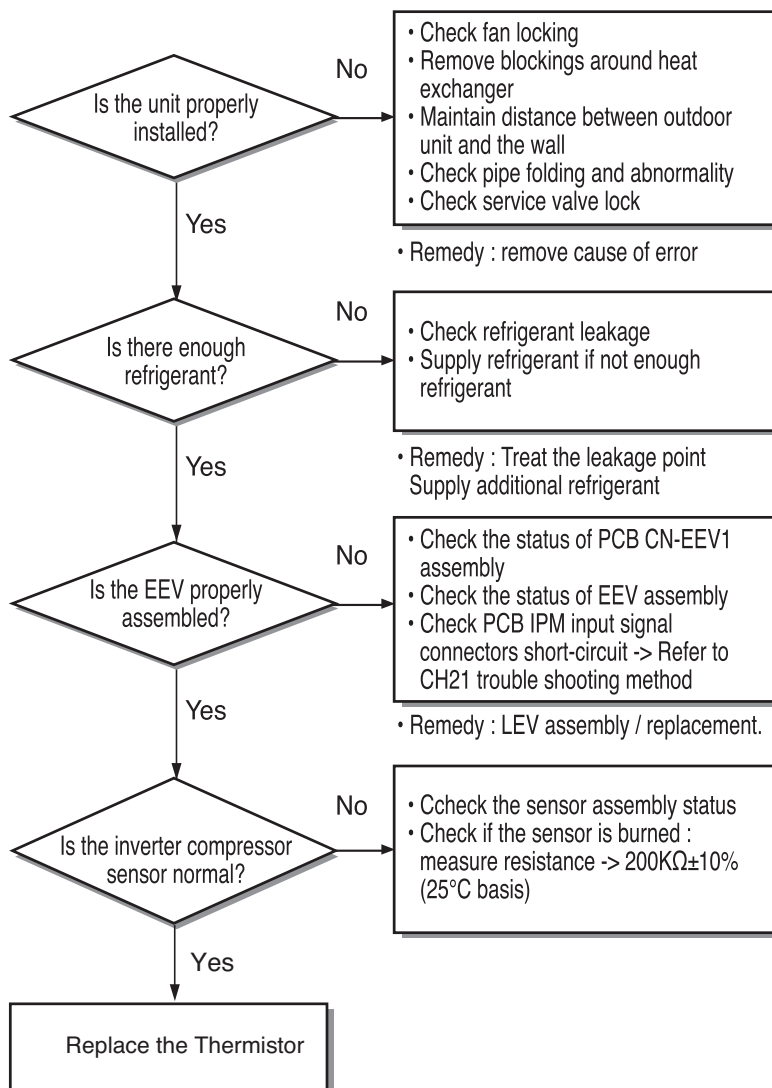 Is the unit properly
installed?
No
• Check fan locking
• Remove blockings around heat
exchanger
• Maintain distance between outdoor
unit and the wall
• Check pipe folding and abnormality
• Check service valve lock
• Remedy : remove cause of error
Yes
Is there enough
refrigerant?
No
• Check refrigerant leakage
• Supply refrigerant if not enough
refrigerant
• Remedy : Treat the leakage point
Supply additional refrigerant
Yes
Is the EEV properly
assembled?
No
• Check the status of PCB CN-EEV1
assembly
• Check the status of EEV assembly
• Check PCB IPM input signal
connectors short-circuit -> Refer to
CH21 trouble shooting method
• Remedy : LEV assembly / replacement.
Yes
Is the inverter compressor
sensor normal?
No
• Ccheck the sensor assembly status
• Check if the sensor is burned :
measure resistance -> 200KΩ±10%
(25°C basis)
Yes
Replace the Thermistor